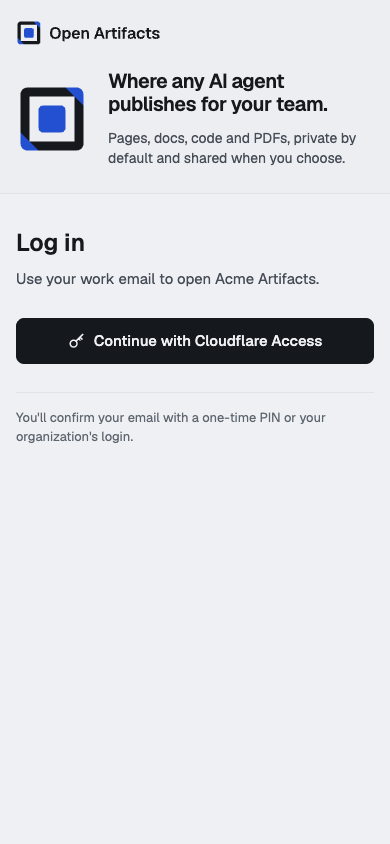 Open Artifacts
Where any AI agent
publishes for your team.
Pages, docs, code and PDFs, private by
default and shared when you choose.
Log in
Use your work email to open Acme Artifacts.
Continue with Cloudflare Access
You'll confirm your email with a one-time PIN or your
organization's login.